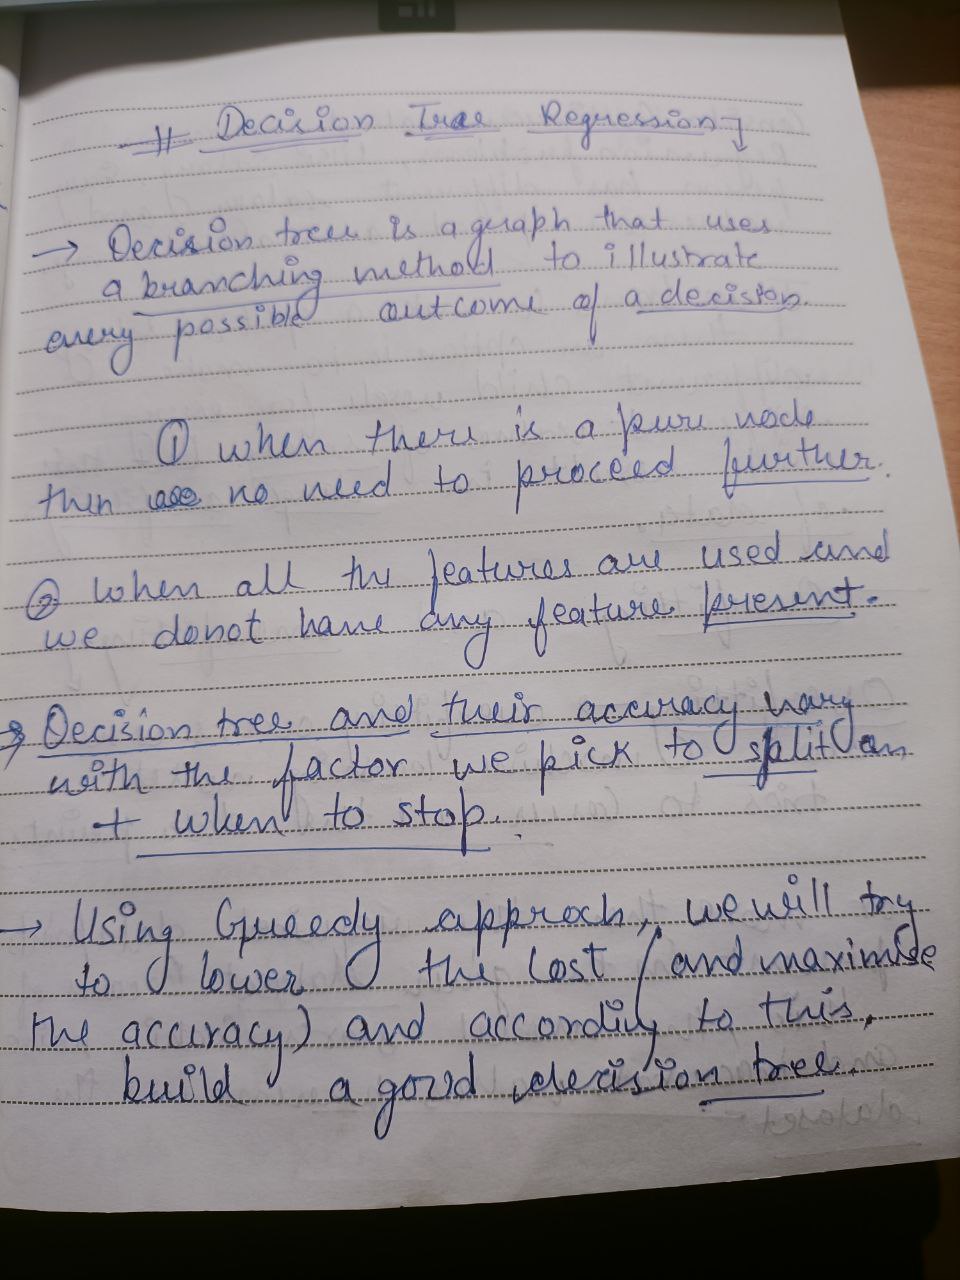 # Decision Tree Regression
→ Decision tree is a graph that uses
a branching method to illustrate
every possible outcome of a decision.
① when there is a pure node
then no need to proceed further.
② When all the features are used and
we donot have any feature present.
→ Decision tree and their accuracy vary
with the factor we pick to split on
+ when to stop.
→ Using Greedy approch, we will try
to lower the cost (and maximise
the accuracy) and according to this,
build a good decision tree.